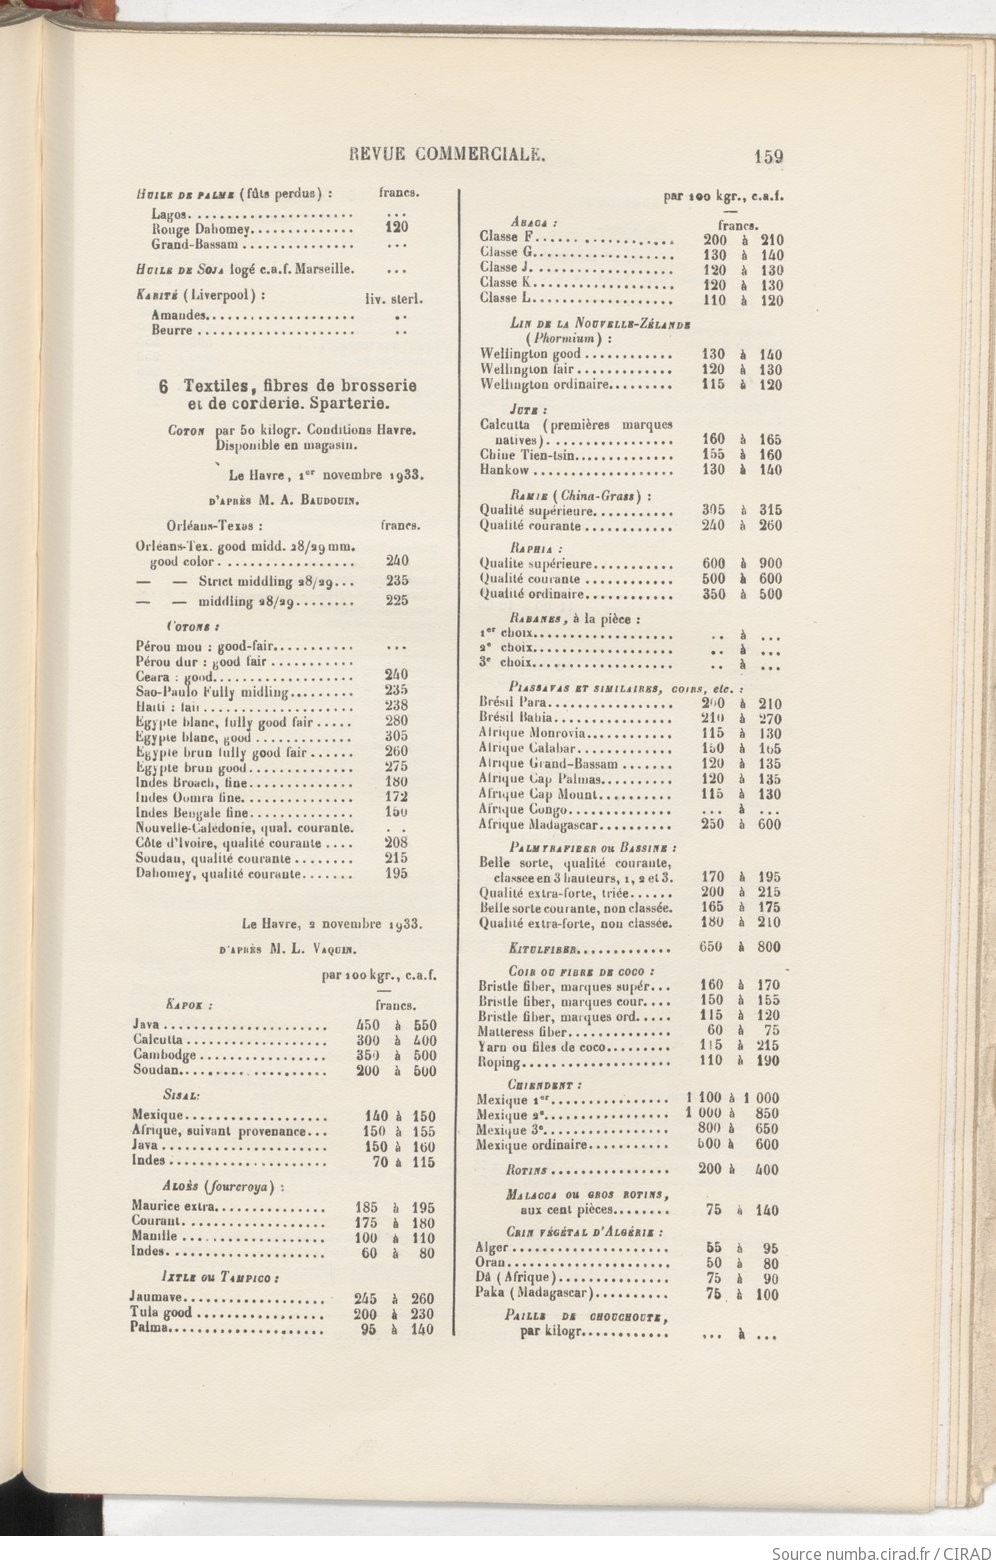 REVUE COMMERCIALE.
159
HUILE DE PALME (fûts perdus) : francs.
Lagos. . . . . . . . . . . . . . . . . . . . . . ...
Rouge Dahomey. . . . . . . . . . . . . . 120
Grand-Bassam . . . . . . . . . . . . . . . ...
HUILE DE SOJA logé c.a.f. Marseille. ...
KARITÉ (Liverpool) : liv. sterl.
Amandes. . . . . . . . . . . . . . . . . . . ..
Beurre . . . . . . . . . . . . . . . . . . . . ..
6 Textiles, fibres de brosserie
et de corderie. Sparterie.
COTON par 50 kilogr. Conditions Havre.
Disponible en magasin.
Le Havre, 1er novembre 1933.
D'APRÈS M. A. BAUDOUIN.
Orléans-Texas : francs.
Orléans-Tex. good midd. 28/29 mm.
good color . . . . . . . . . . . . . . . . . . 240
— — Strict middling 28/29... 235
— — middling 28/29........ 225
COTONS :
Pérou mou : good-fair........... ...
Pérou dur : good fair ...........
Ceara : good.................. 240
Sao-Paulo Fully midling......... 235
Haïti : fair ................... 238
Egypte blanc, fully good fair ..... 280
Egypte blanc, good ............. 305
Egypte brun fully good fair ...... 260
Egypte brun good.............. 275
Indes Broach, fine.............. 180
Indes Oomra fine............... 172
Indes Bengale fine.............. 150
Nouvelle-Calédonie, qual. courante. . .
Côte d'Ivoire, qualité courante .... 208
Soudan, qualité courante ........ 215
Dahomey, qualité courante....... 195
Le Havre, 2 novembre 1933.
D'APRÈS M. L. VAQUIN.
par 100 kgr., c.a.f.
KAPOK : francs.
Java ...................... 450 à 550
Calcutta ................... 300 à 400
Cambodge ................. 350 à 500
Soudan.................... 200 à 500
SISAL:
Mexique.................. 140 à 150
Afrique, suivant provenance... 150 à 155
Java ..................... 150 à 160
Indes .................... 70 à 115
ALOÈS (fourcroya) :
Maurice extra............... 185 à 195
Courant................... 175 à 180
Manille ................... 100 à 110
Indes..................... 60 à 80
IXTLE OU TAMPICO :
Jaumave.................. 245 à 260
Tula good ................ 200 à 230
Palma.................... 95 à 140
par 100 kgr., c.a.f.
ABACA : francs.
Classe F.................. 200 à 210
Classe G.................. 130 à 140
Classe J.................. 120 à 130
Classe K.................. 120 à 130
Classe L.................. 110 à 120
LIN DE LA NOUVELLE-ZÉLANDE
(Phormium) :
Wellington good ............ 130 à 140
Wellington fair ............. 120 à 130
Wellington ordinaire......... 115 à 120
JUTE :
Calcutta (premières marques
natives)................. 160 à 165
Chine Tien-tsin............. 155 à 160
Hankow .................. 130 à 140
RAMIE (China-Grass) :
Qualité supérieure........... 305 à 315
Qualité courante ............ 240 à 260
RAPHIA :
Qualite supérieure........... 600 à 900
Qualité courante ............ 500 à 600
Qualité ordinaire............ 350 à 500
RABANES, à la pièce :
1er choix.................. .. à ...
2e choix.................. .. à ...
3e choix.................. .. à ...
PIASSAVAS ET SIMILAIRES, COIRS, etc. :
Brésil Para................ 200 à 210
Brésil Bahia............... 210 à 270
Afrique Monrovia........... 115 à 130
Afrique Calabar............ 150 à 165
Afrique Grand-Bassam ....... 120 à 135
Afrique Cap Palmas......... 120 à 135
Afrique Cap Mount.......... 115 à 130
Afrique Congo............. ... à ...
Afrique Madagascar.......... 250 à 600
PALMYRAFIBER OU BASSINE :
Belle sorte, qualité courante,
classee en 3 hauteurs, 1, 2 et 3. 170 à 195
Qualité extra-forte, triée...... 200 à 215
Belle sorte courante, non classée. 165 à 175
Qualité extra-forte, non classée. 180 à 210
KITULFIBER............. 650 à 800
COIR OU FIBRE DE COCO :
Bristle fiber, marques supér... 160 à 170
Bristle fiber, marques cour.... 150 à 155
Bristle fiber, marques ord..... 115 à 120
Matteress fiber............. 60 à 75
Yarn ou files de coco......... 115 à 215
Roping................... 110 à 190
CHIENDENT :
Mexique 1er................ 1 100 à 1 000
Mexique 2e................. 1 000 à 850
Mexique 3e................. 800 à 650
Mexique ordinaire........... 600 à 600
ROTINS ................ 200 à 400
MALACCA OU GROS ROTINS,
aux cent pièces........ 75 à 140
CRIN VÉGÉTAL D'ALGÉRIE :
Alger ..................... 55 à 95
Oran..................... 50 à 80
Dâ (Afrique).............. 75 à 90
Paka (Madagascar).......... 75 à 100
PAILLE DE CHOUCHOUTE,
par kilogr............ ... à ...
Source numba.cirad.fr / CIRAD